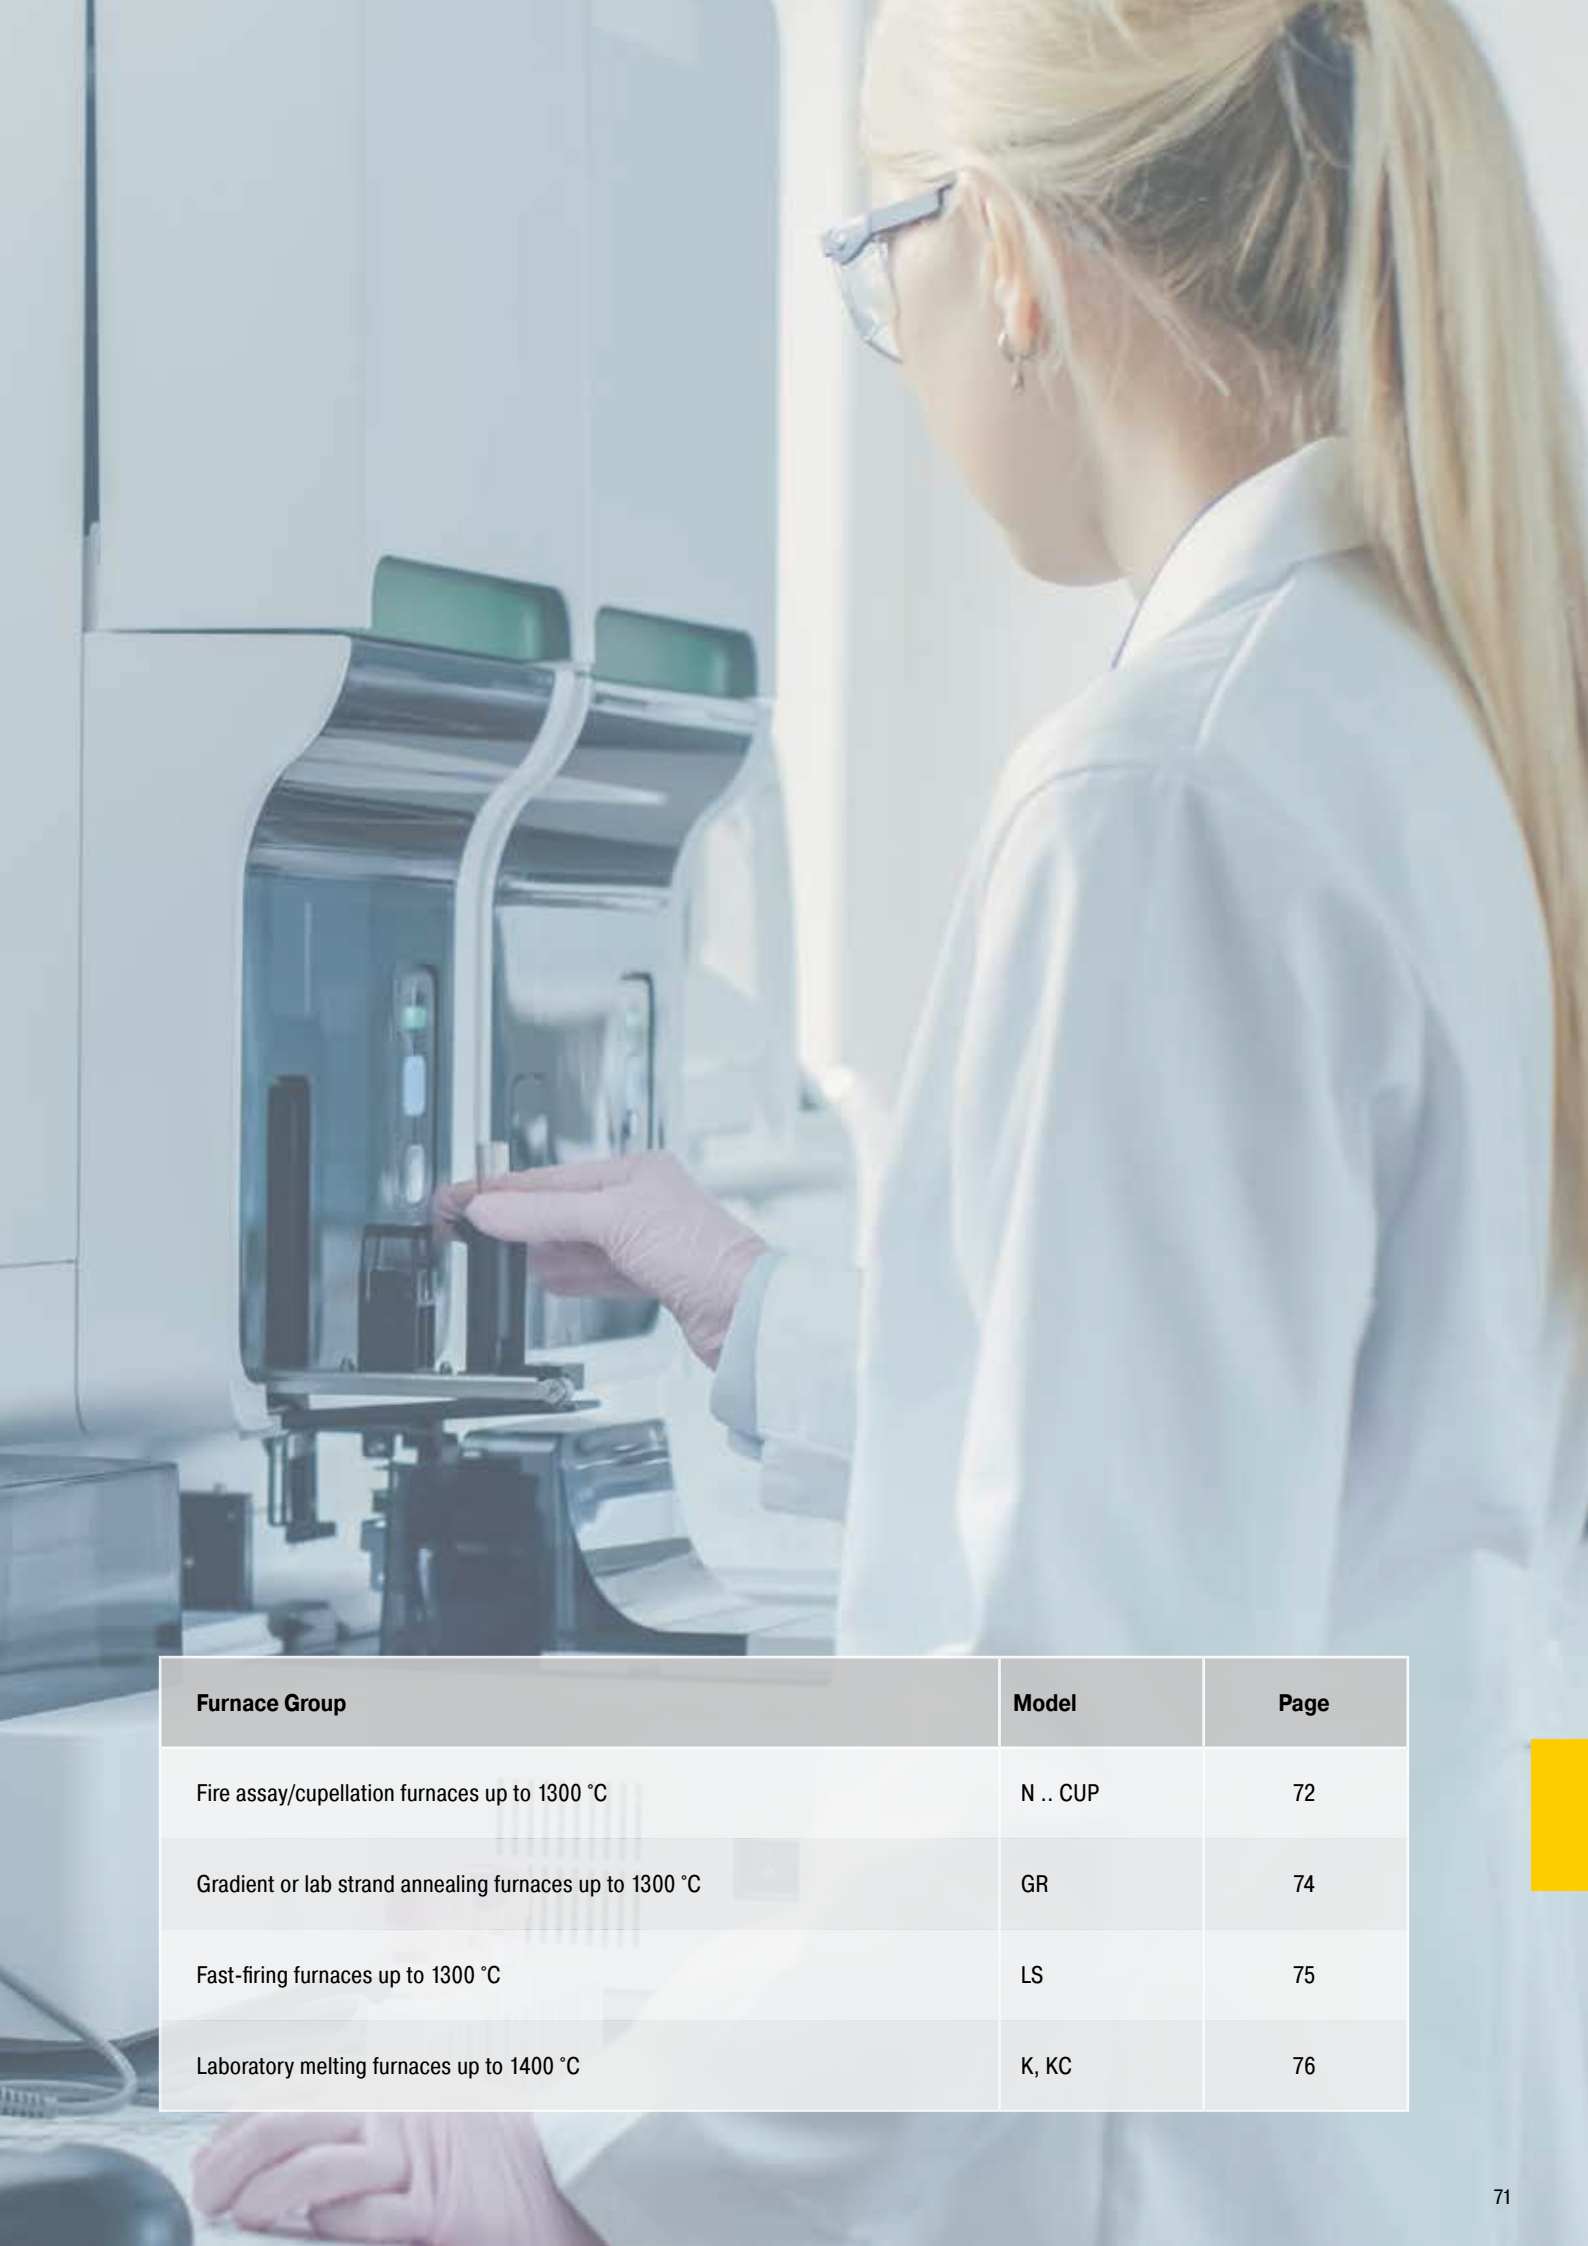 Furnace Group Model Page
Fire assay/cupellation furnaces up to 1300 °C N .. CUP 72
Gradient or lab strand annealing furnaces up to 1300 °C GR 74
Fast-firing furnaces up to 1300 °C LS 75
Laboratory melting furnaces up to 1400 °C K, KC 76
71